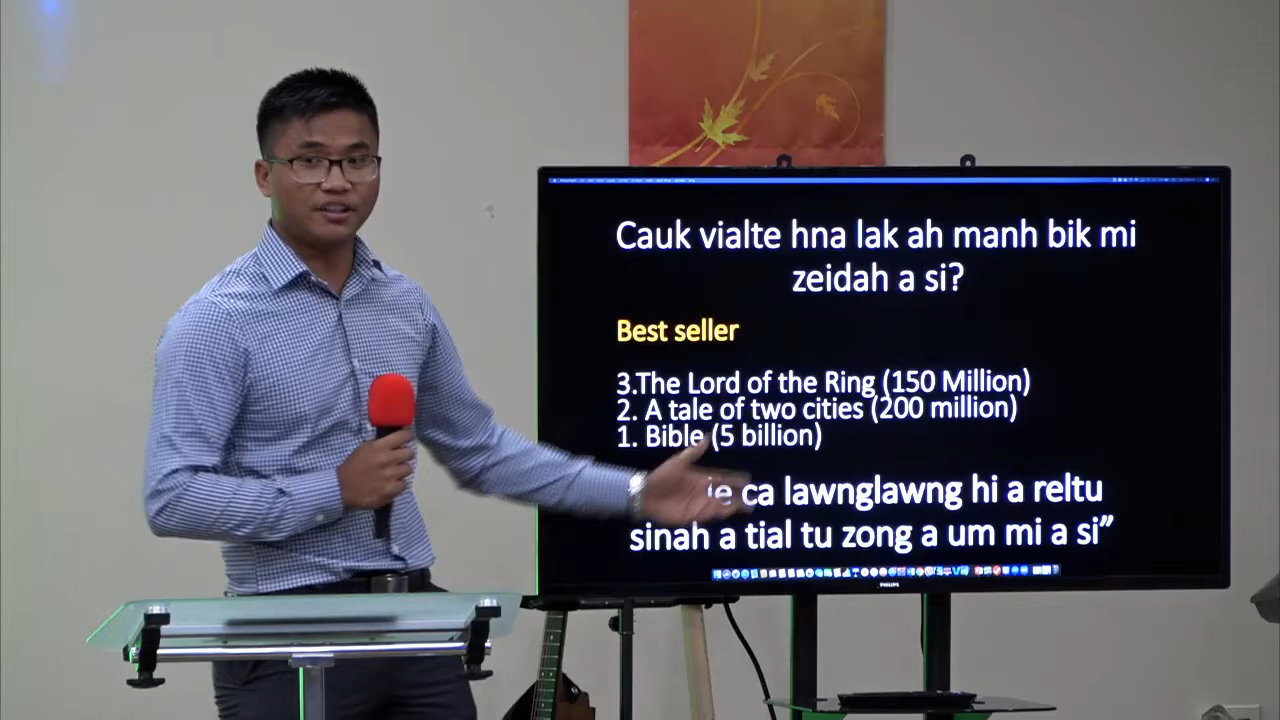 Cauk vialte hna lak ah manh bik mi
zeidah a si?
Best seller
3.The Lord of the Ring (150 Million)
2. A tale of two cities (200 million)
1. Bible (5 billion)
ca lawnglawng hi a reltu
sinah a tial tu zong a um mi a si”
PHILIPS